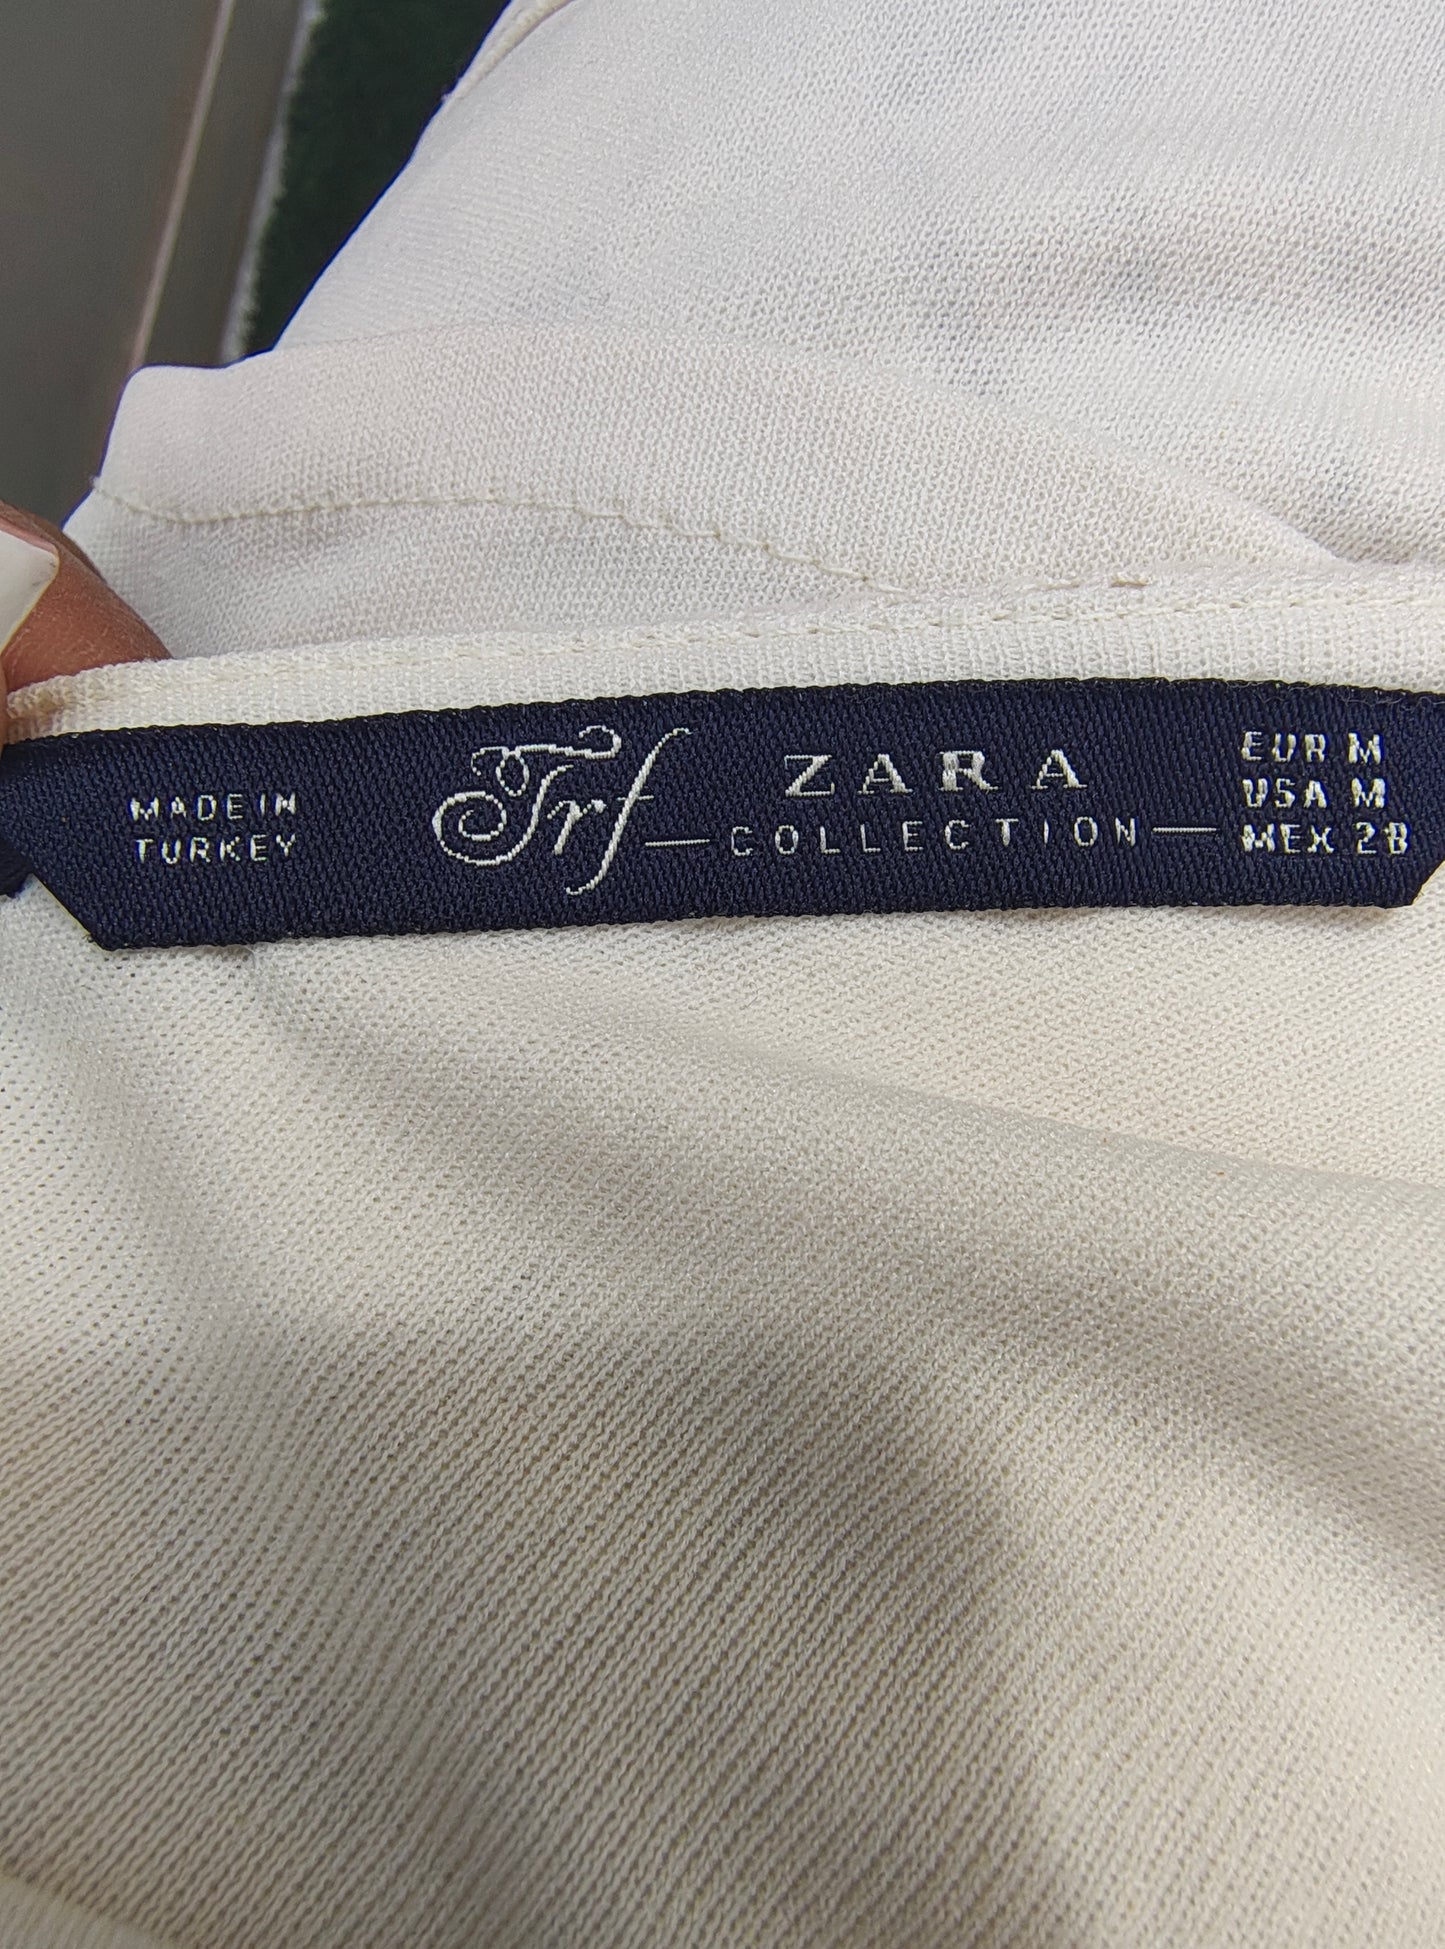 MADE IN
TURKEY
Trf
ZARA
COLLECTION
EUR M
USA M
MEX 28